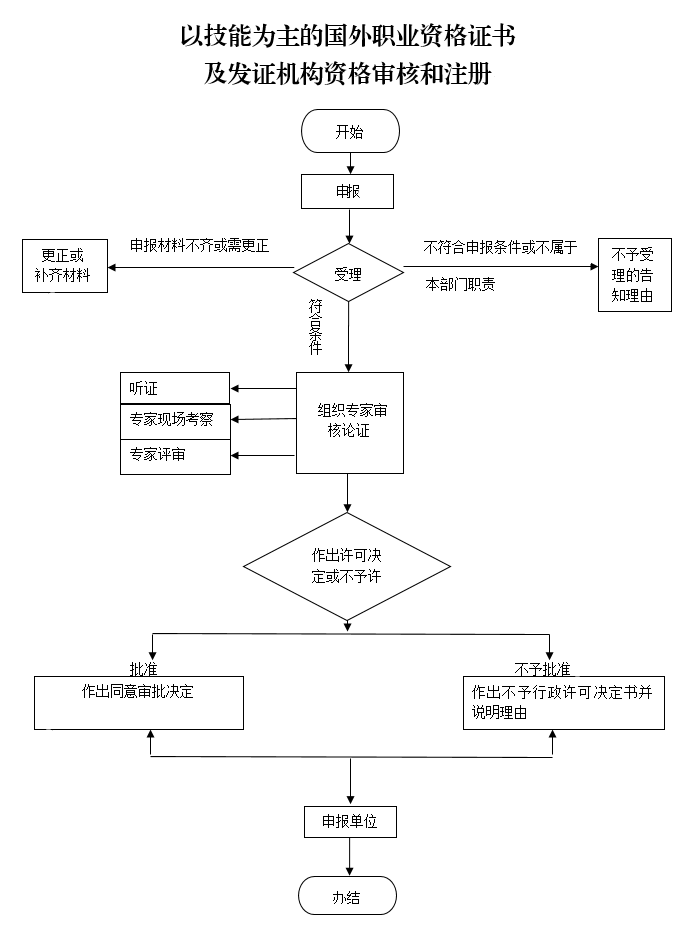 以技能为主的国外职业资格证书
及发证机构资格审核和注册
开始
申报
申报材料不齐或需更正
不符合申报条件或不属于
本部门职责
更正或
补齐材料
受理
不予受
理的告
知理由
符合条件
听证
专家现场考察
专家评审
组织专家审
核论证
作出许可决
定或不予许
批准
不予批准
作出同意审批决定
作出不予行政许可决定书并
说明理由
申报单位
办结